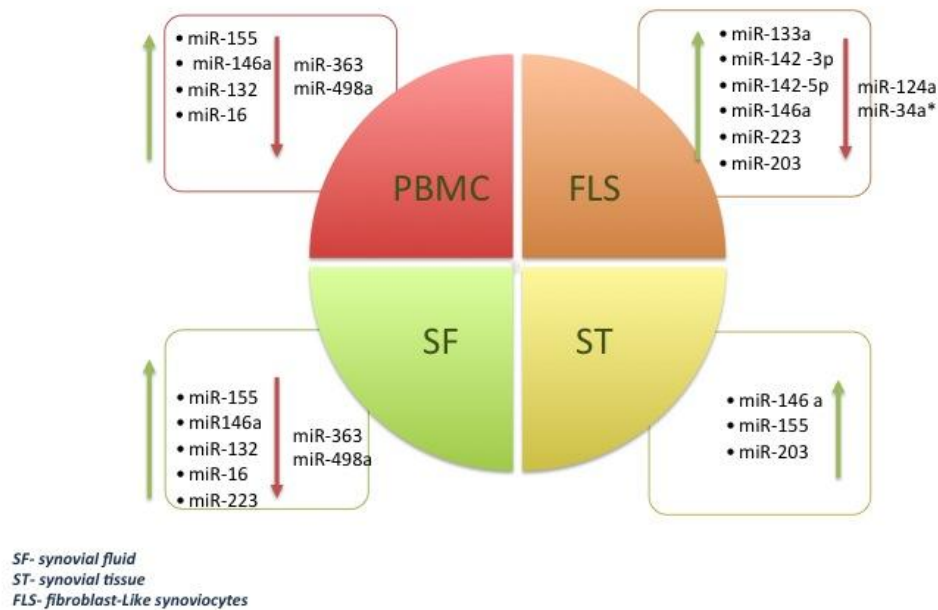 miR-155
miR-146a
miR-132
miR-16
miR-363
miR-498a
miR-133a
miR-142 -3p
miR-142-5p
miR-146a
miR-223
miR-203
miR-124a
miR-34a*
PBMC
FLS
SF
ST
miR-155
miR146a
miR-132
miR-16
miR-223
miR-363
miR-498a
miR-146 a
miR-155
miR-203
SF- synovial fluid
ST- synovial tissue
FLS- fibroblast-Like synoviocytes